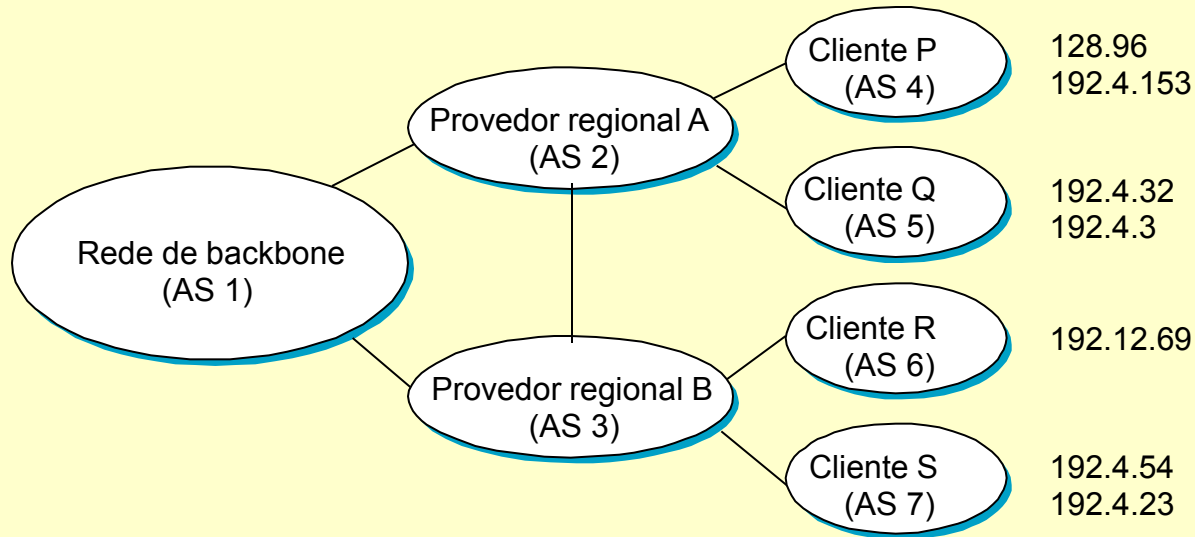 Cliente P
(AS 4)
128.96
192.4.153
Provedor regional A
(AS 2)
Cliente Q
(AS 5)
192.4.32
192.4.3
Rede de backbone
(AS 1)
Cliente R
(AS 6)
192.12.69
Provedor regional B
(AS 3)
Cliente S
(AS 7)
192.4.54
192.4.23